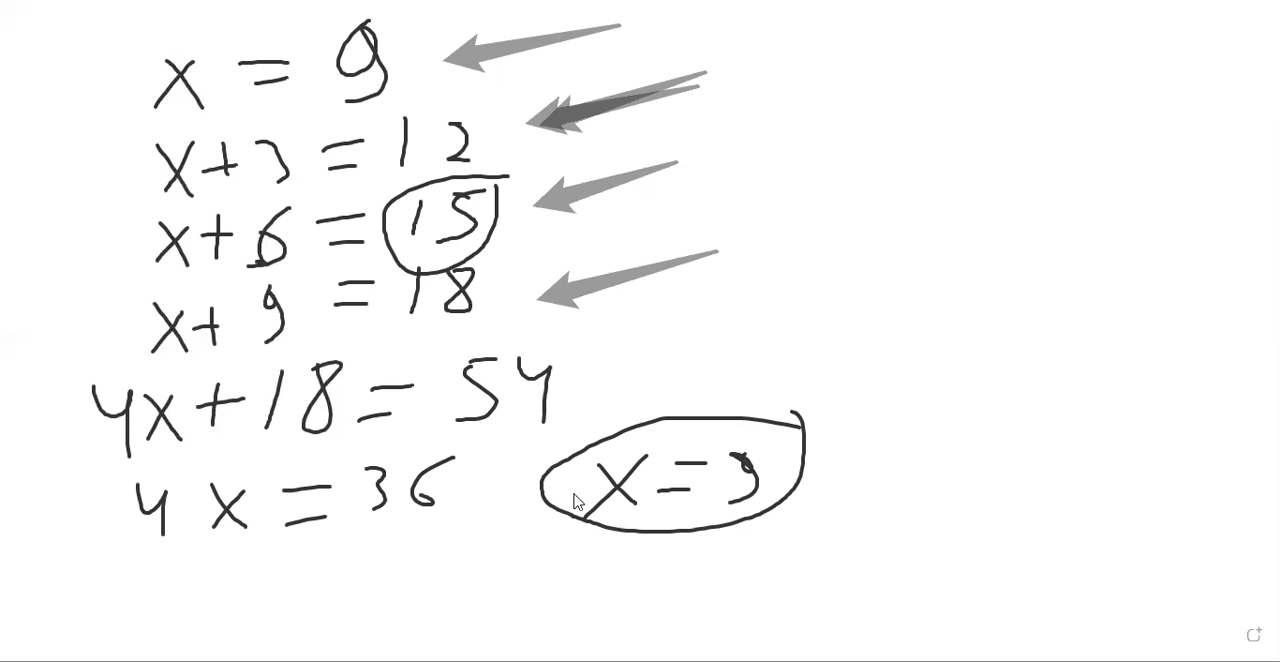 x = 9
x+3 = 12
x+6 = 15
x+9 = 18
4x+18 = 54
4x = 36
x = 9